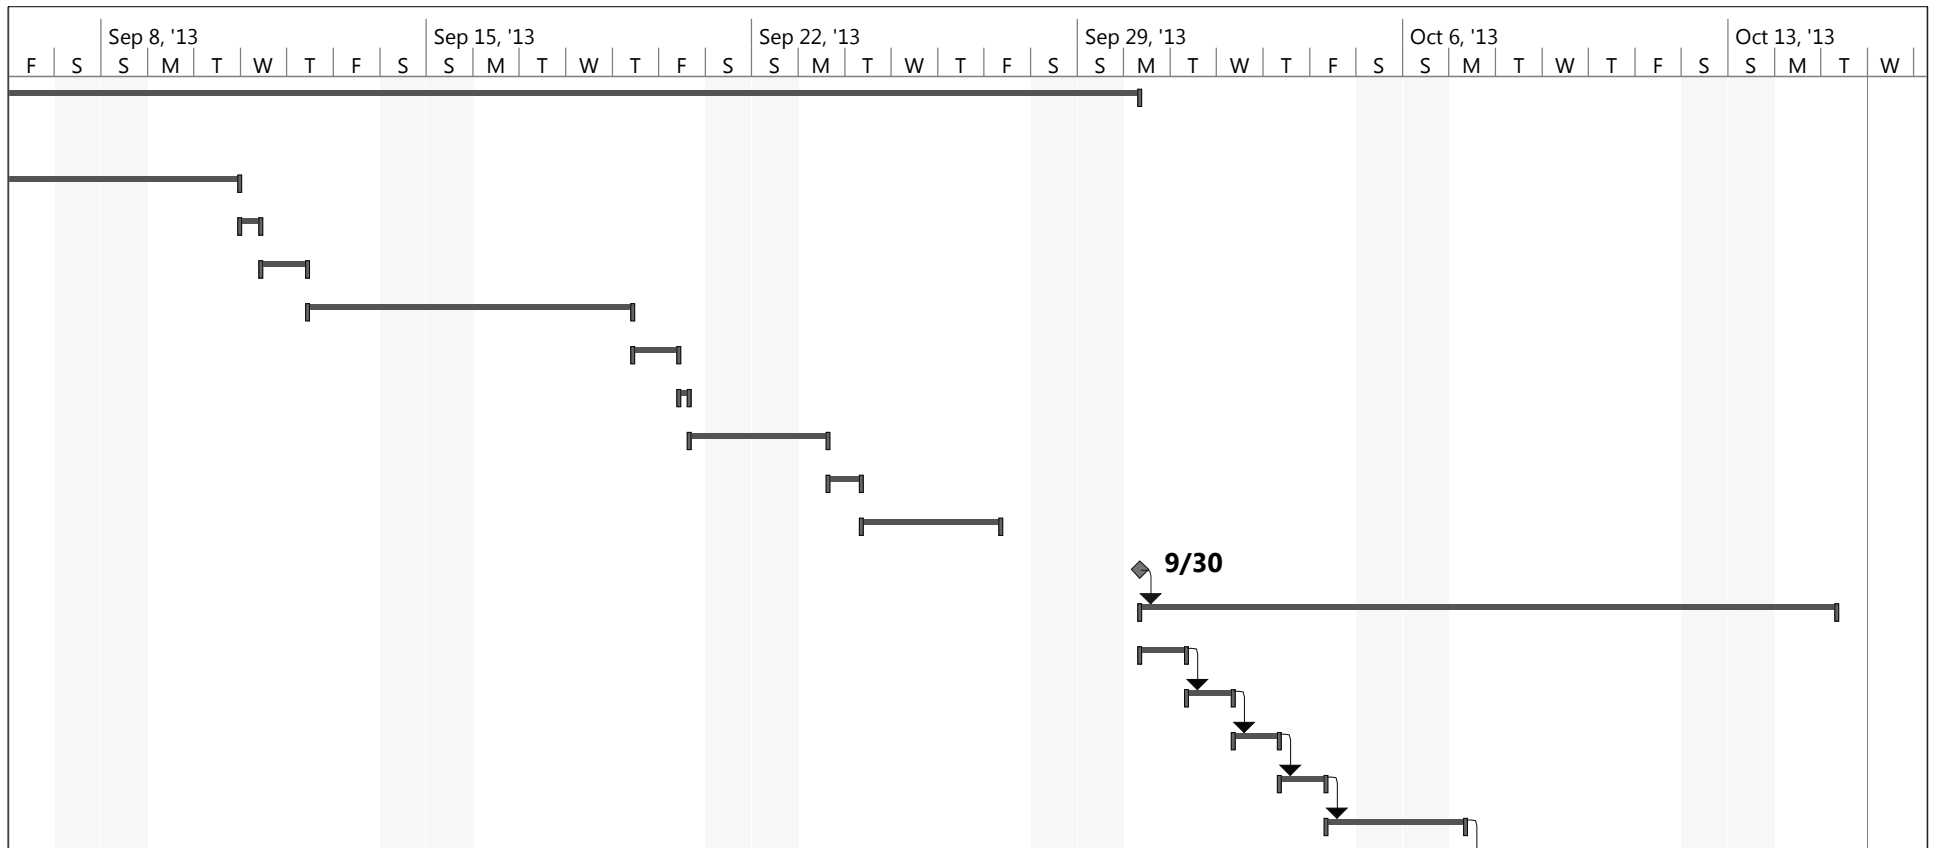 Sep 8, '13 Sep 15, '13 Sep 22, '13 Sep 29, '13 Oct 6, '13 Oct 13, '13
F S S M T W T F S S M T W T F S S M T W T F S S M T W T F S S M T W T F S S M T W
9/30